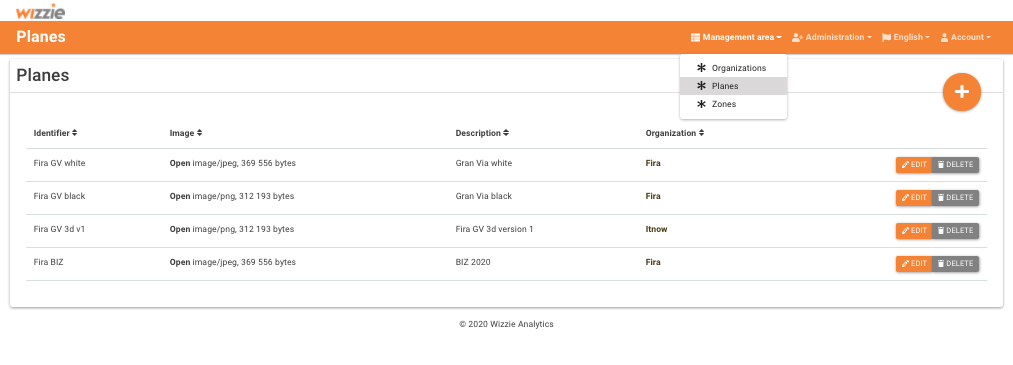 wizzie
Planes
Management area
Administration
English
Account
Organizations
Planes
Zones
Planes
Identifier
Image
Description
Organization
Fira GV white
Open image/jpeg, 369 556 bytes
Gran Via white
Fira
EDIT
DELETE
Fira GV black
Open image/png, 312 193 bytes
Gran Via black
Fira
EDIT
DELETE
Fira GV 3d v1
Open image/png, 312 193 bytes
Fira GV 3d version 1
Itnow
EDIT
DELETE
Fira BIZ
Open image/jpeg, 369 556 bytes
BIZ 2020
Fira
EDIT
DELETE
© 2020 Wizzie Analytics